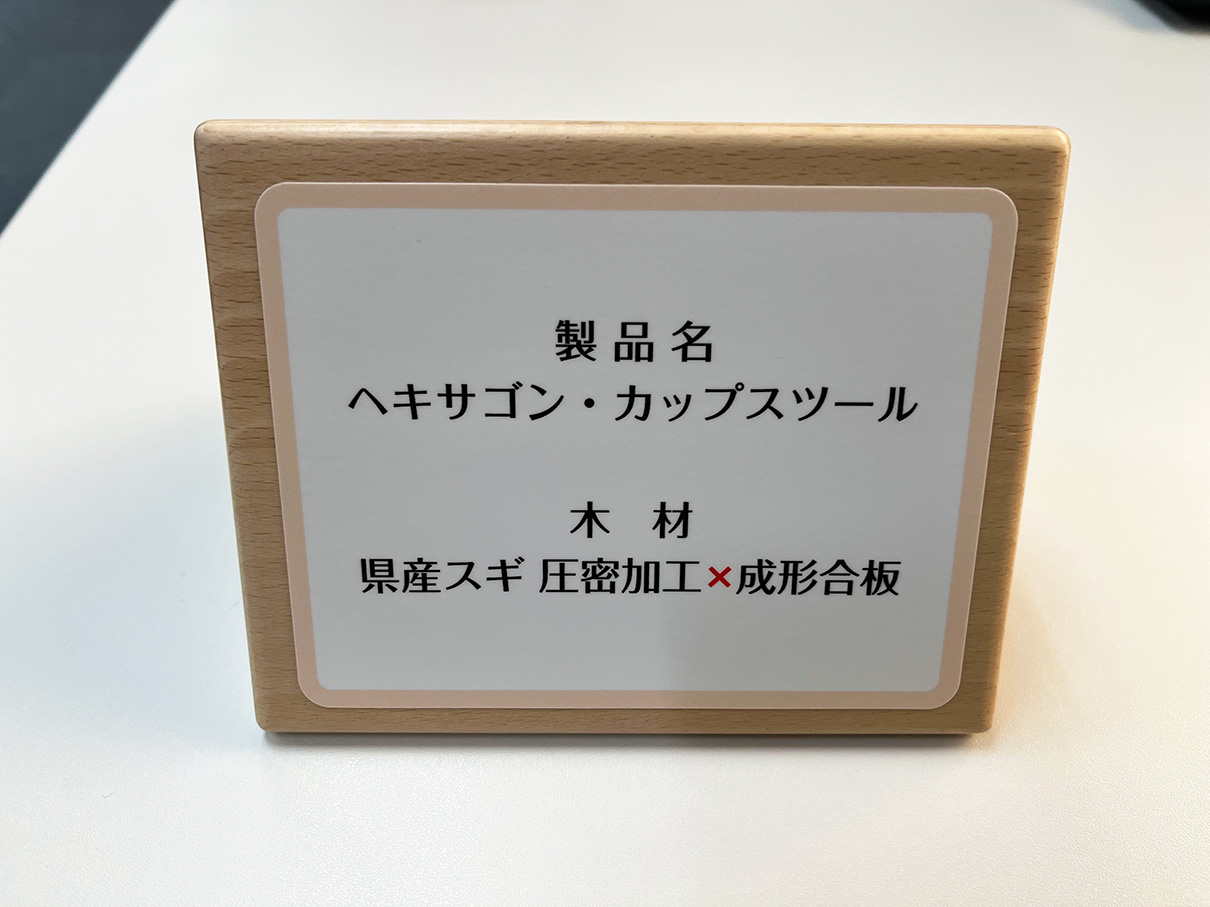 製品名
ヘキサゴン・カップスツール
木　材
県産スギ 圧密加工×成形合板